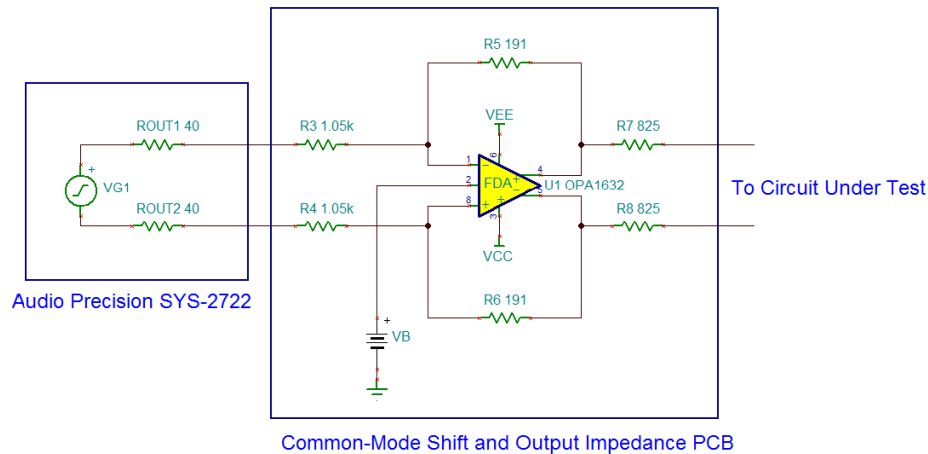 R5 191
ROUT1 40
R3 1.05k
VEE
R7 825
1
6
4
+
VG1
2
FDA
U1 OPA1632
5
To Circuit Under Test
ROUT2 40
R4 1.05k
8
3
R8 825
VCC
Audio Precision SYS-2722
R6 191
+
VB
Common-Mode Shift and Output Impedance PCB